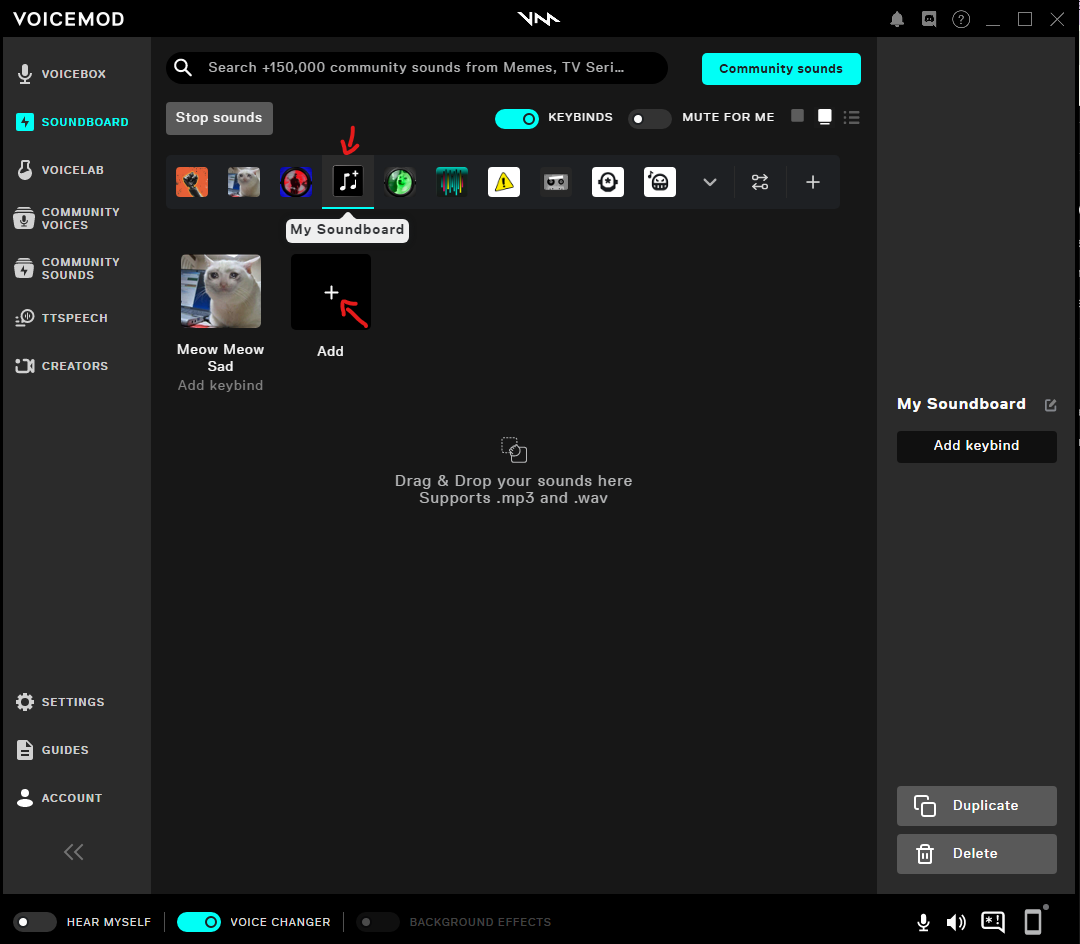 VOICEMOD
VOICEBOX
SOUNDBOARD
VOICELAB
COMMUNITY
VOICES
COMMUNITY
SOUNDS
TTSPEECH
CREATORS
Search +150,000 community sounds from Memes, TV Seri...
Community sounds
Stop sounds
KEYBINDS
MUTE FOR ME
My Soundboard
Meow Meow
Sad
Add keybind
Add
Drag & Drop your sounds here
Supports .mp3 and .wav
My Soundboard
Add keybind
SETTINGS
GUIDES
ACCOUNT
Duplicate
Delete
HEAR MYSELF
VOICE CHANGER
BACKGROUND EFFECTS